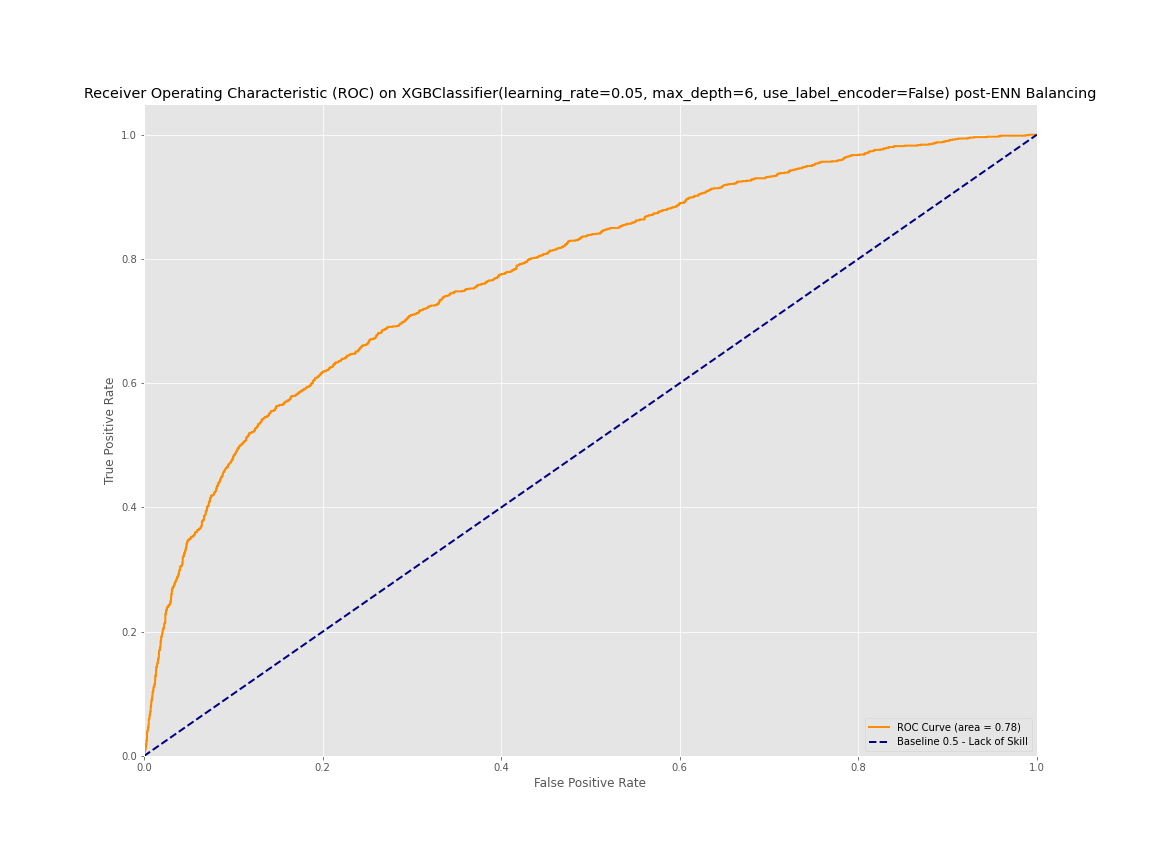 Receiver Operating Characteristic (ROC) on XGBClassifier(learning_rate=0.05, max_depth=6, use_label_encoder=False) post-ENN Balancing
1.0
0.8
0.6
0.4
0.2
0.0
True Positive Rate
ROC Curve (area = 0.78)
Baseline 0.5 - Lack of Skill
0.0 0.2 0.4 0.6 0.8 1.0
False Positive Rate